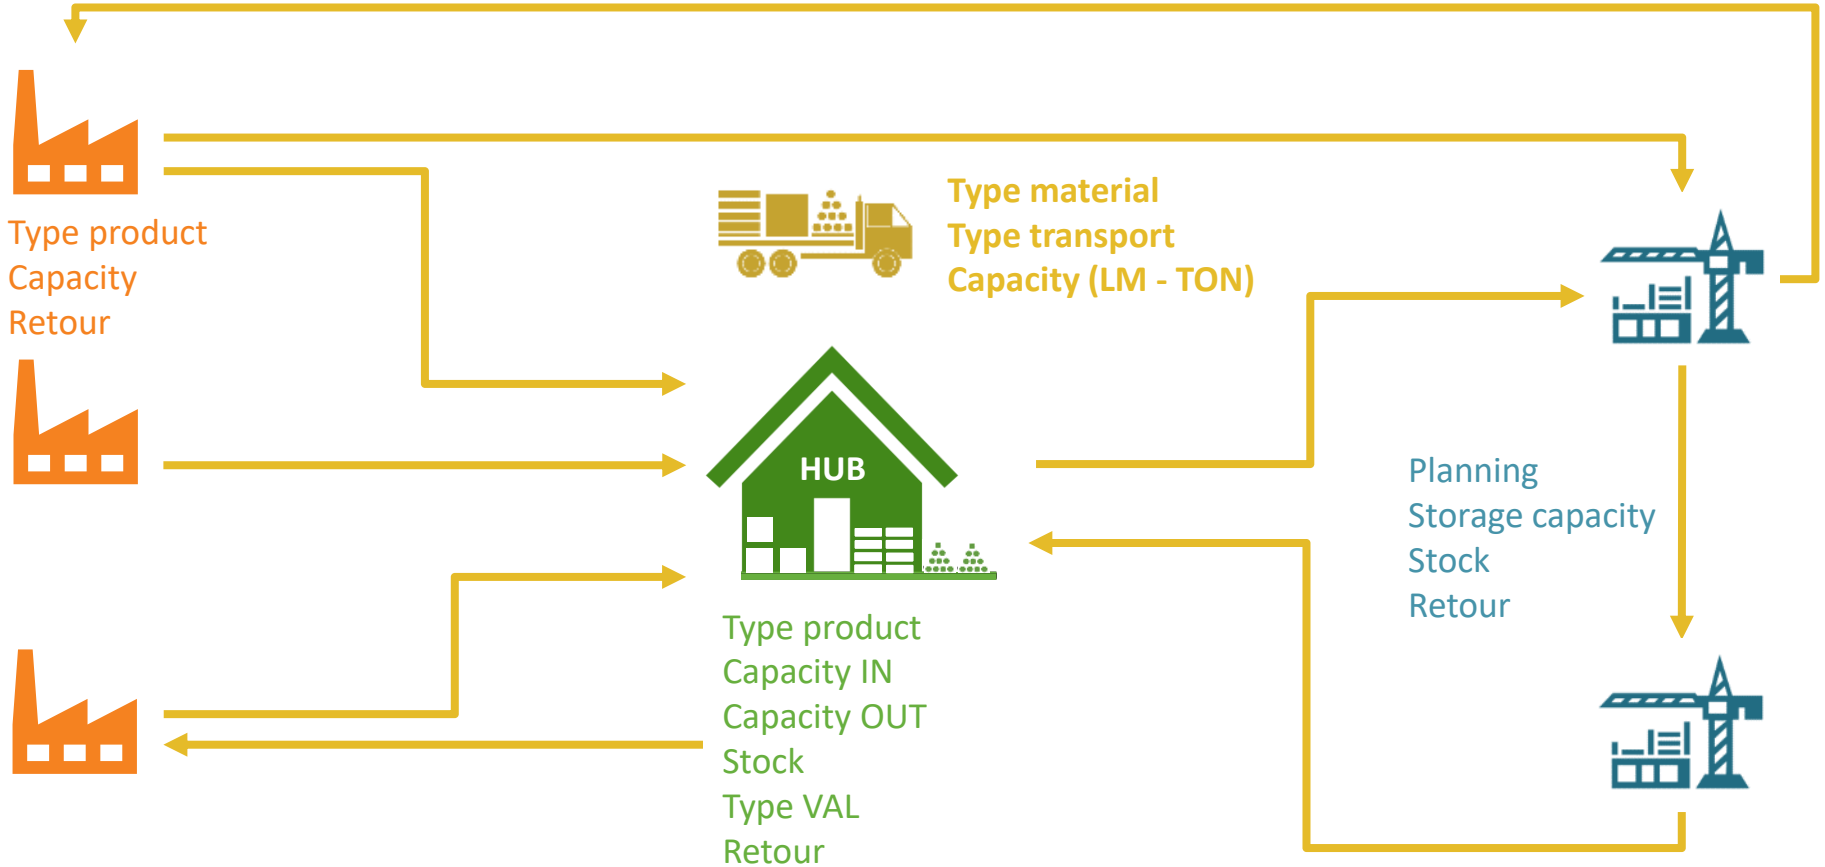 Type material
Type transport
Capacity (LM - TON)
Type product
Capacity
Retour
HUB
Planning
Storage capacity
Stock
Retour
Type product
Capacity IN
Capacity OUT
Stock
Type VAL
Retour